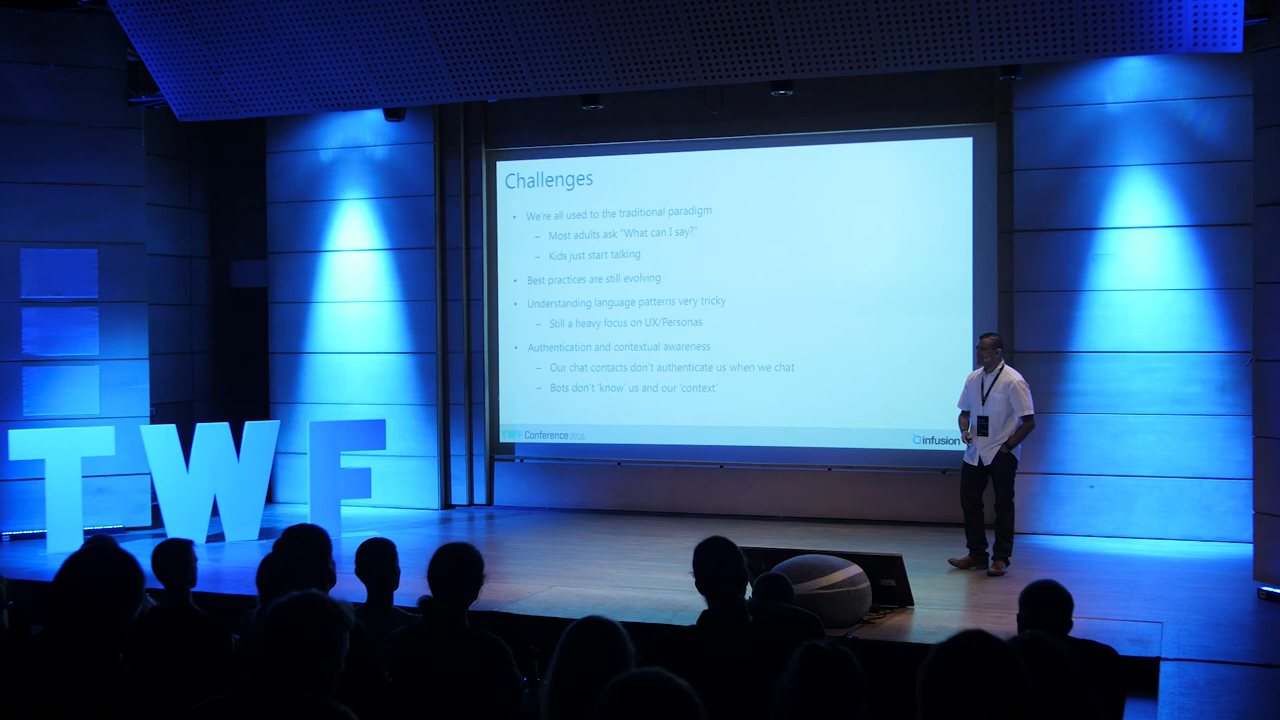 Challenges
• We're all used to the traditional paradigm
– Most adults ask "What can I say?"
– Kids just start talking
• Best practices are still evolving
• Understanding language patterns very tricky
– Still a heavy focus on UX/Personas
• Authentication and contextual awareness
– Our chat contacts don't authenticate us when we chat
– Bots don't 'know' us and our 'context'
TWF Conference 2016
infusion
TWF